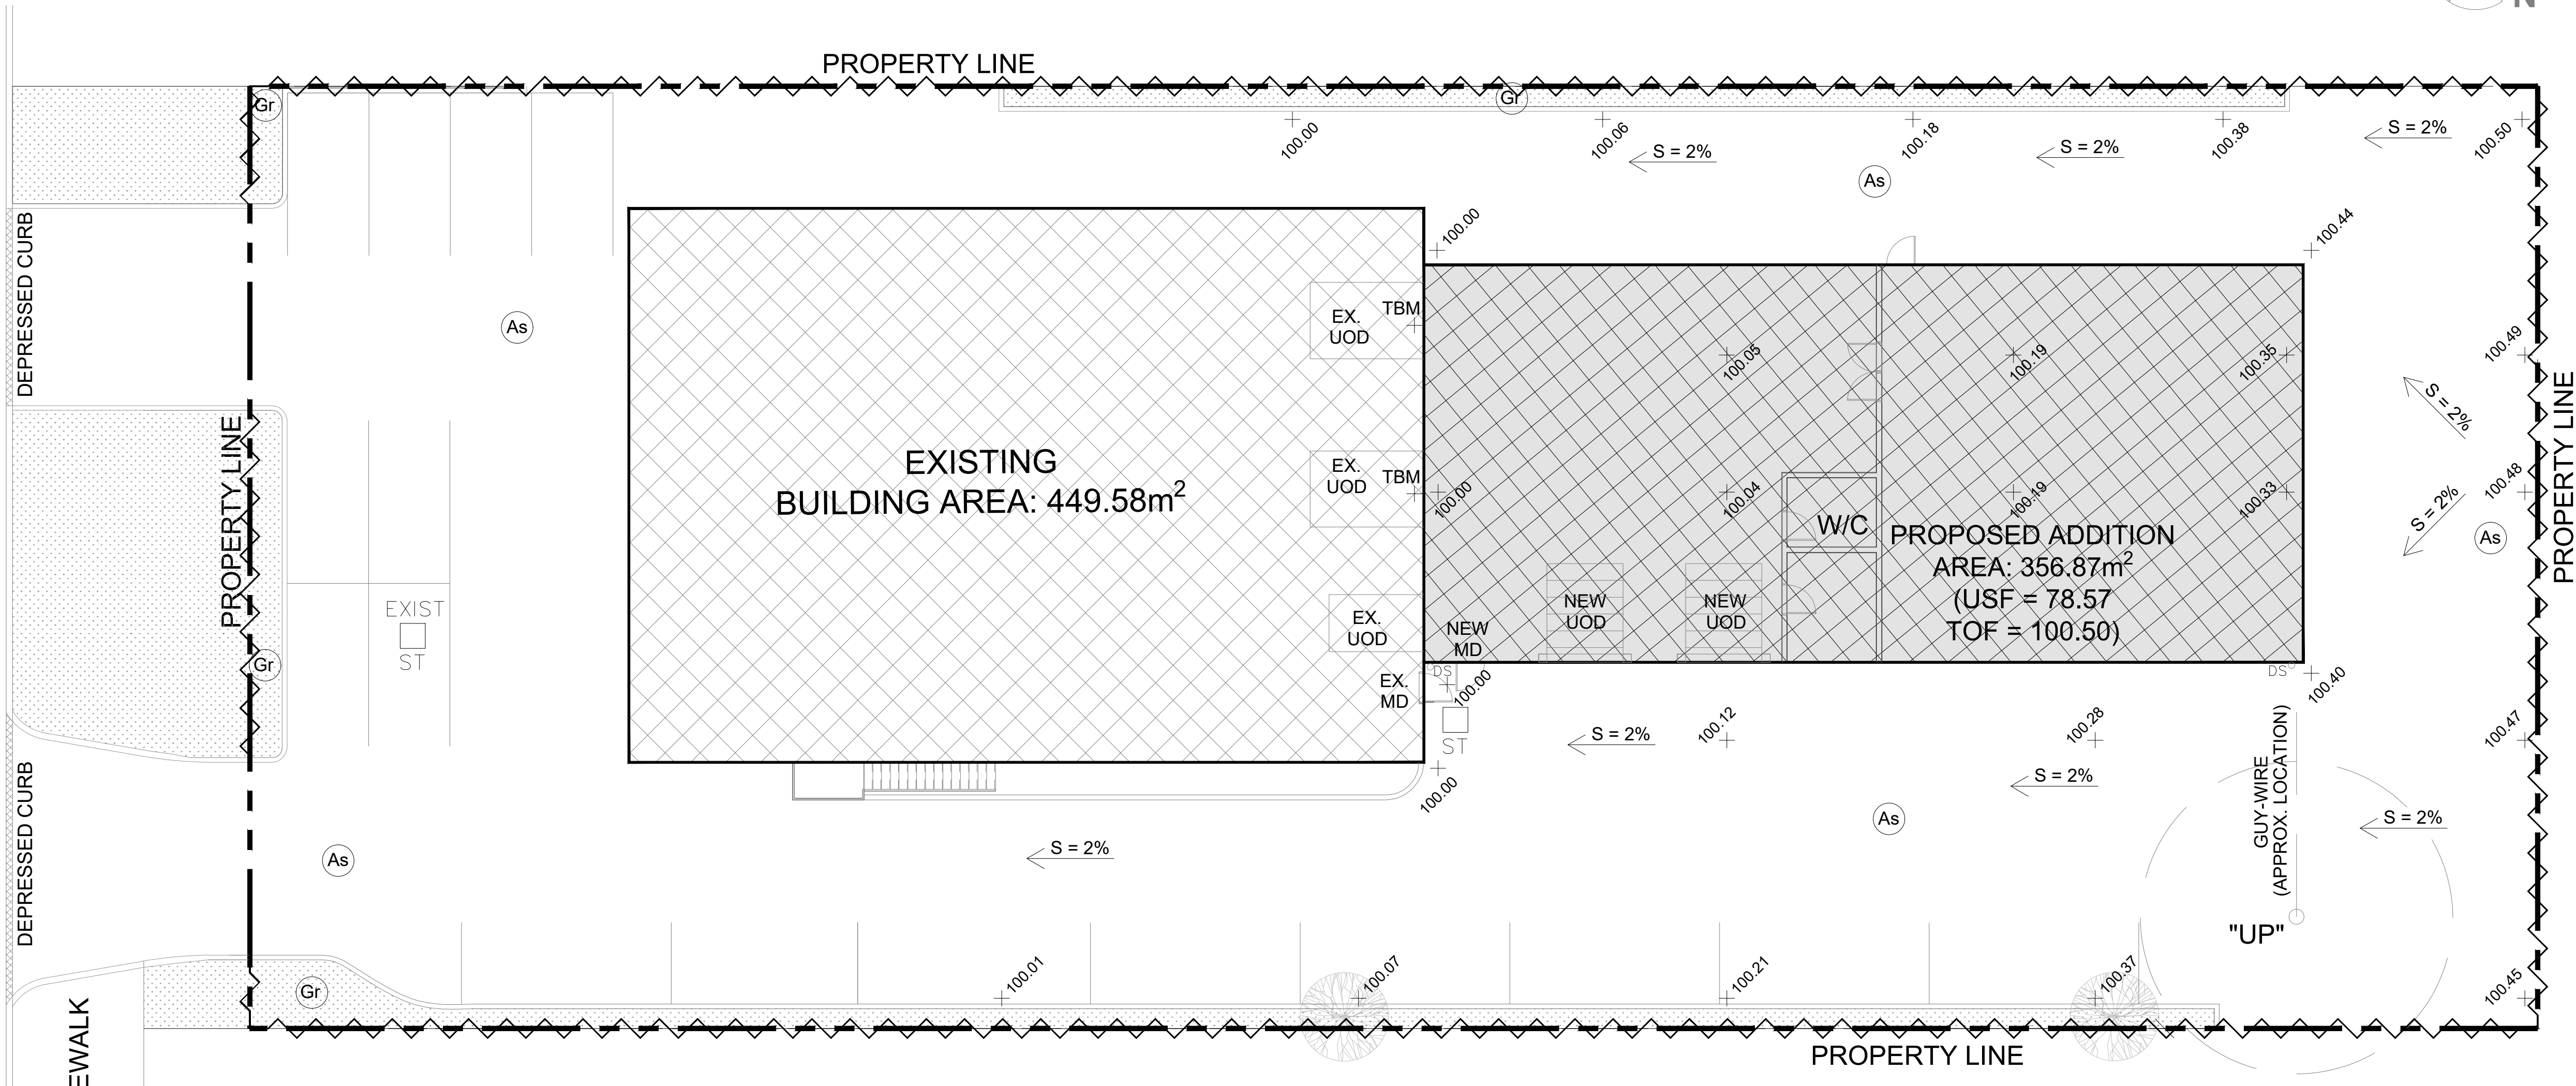 N
PROPERTY LINE
Gr
Gr
100.00
100.06
100.18
100.38
100.50
S = 2%
S = 2%
S = 2%
As
DEPRESSED CURB
As
100.00
100.44
EX.
UOD
TBM
100.05
100.19
100.35
100.49
S = 2%
PROPERTY LINE
PROPERTY LINE
EXISTING
BUILDING AREA: 449.58m²
EX.
UOD
TBM
100.00
100.04
100.19
100.33
100.48
S = 2%
As
W/C
PROPOSED ADDITION
AREA: 356.87m²
(USF = 78.57
TOF = 100.50)
EXIST
ST
Gr
EX.
UOD
NEW
MD
NEW
UOD
NEW
UOD
DS
DS
EX.
MD
100.00
ST
100.40
S = 2%
100.12
100.28
100.47
100.00
S = 2%
GUY-WIRE
(APPROX. LOCATION)
DEPRESSED CURB
As
S = 2%
As
S = 2%
"UP"
Gr
100.01
100.07
100.21
100.37
100.45
EWALK
PROPERTY LINE